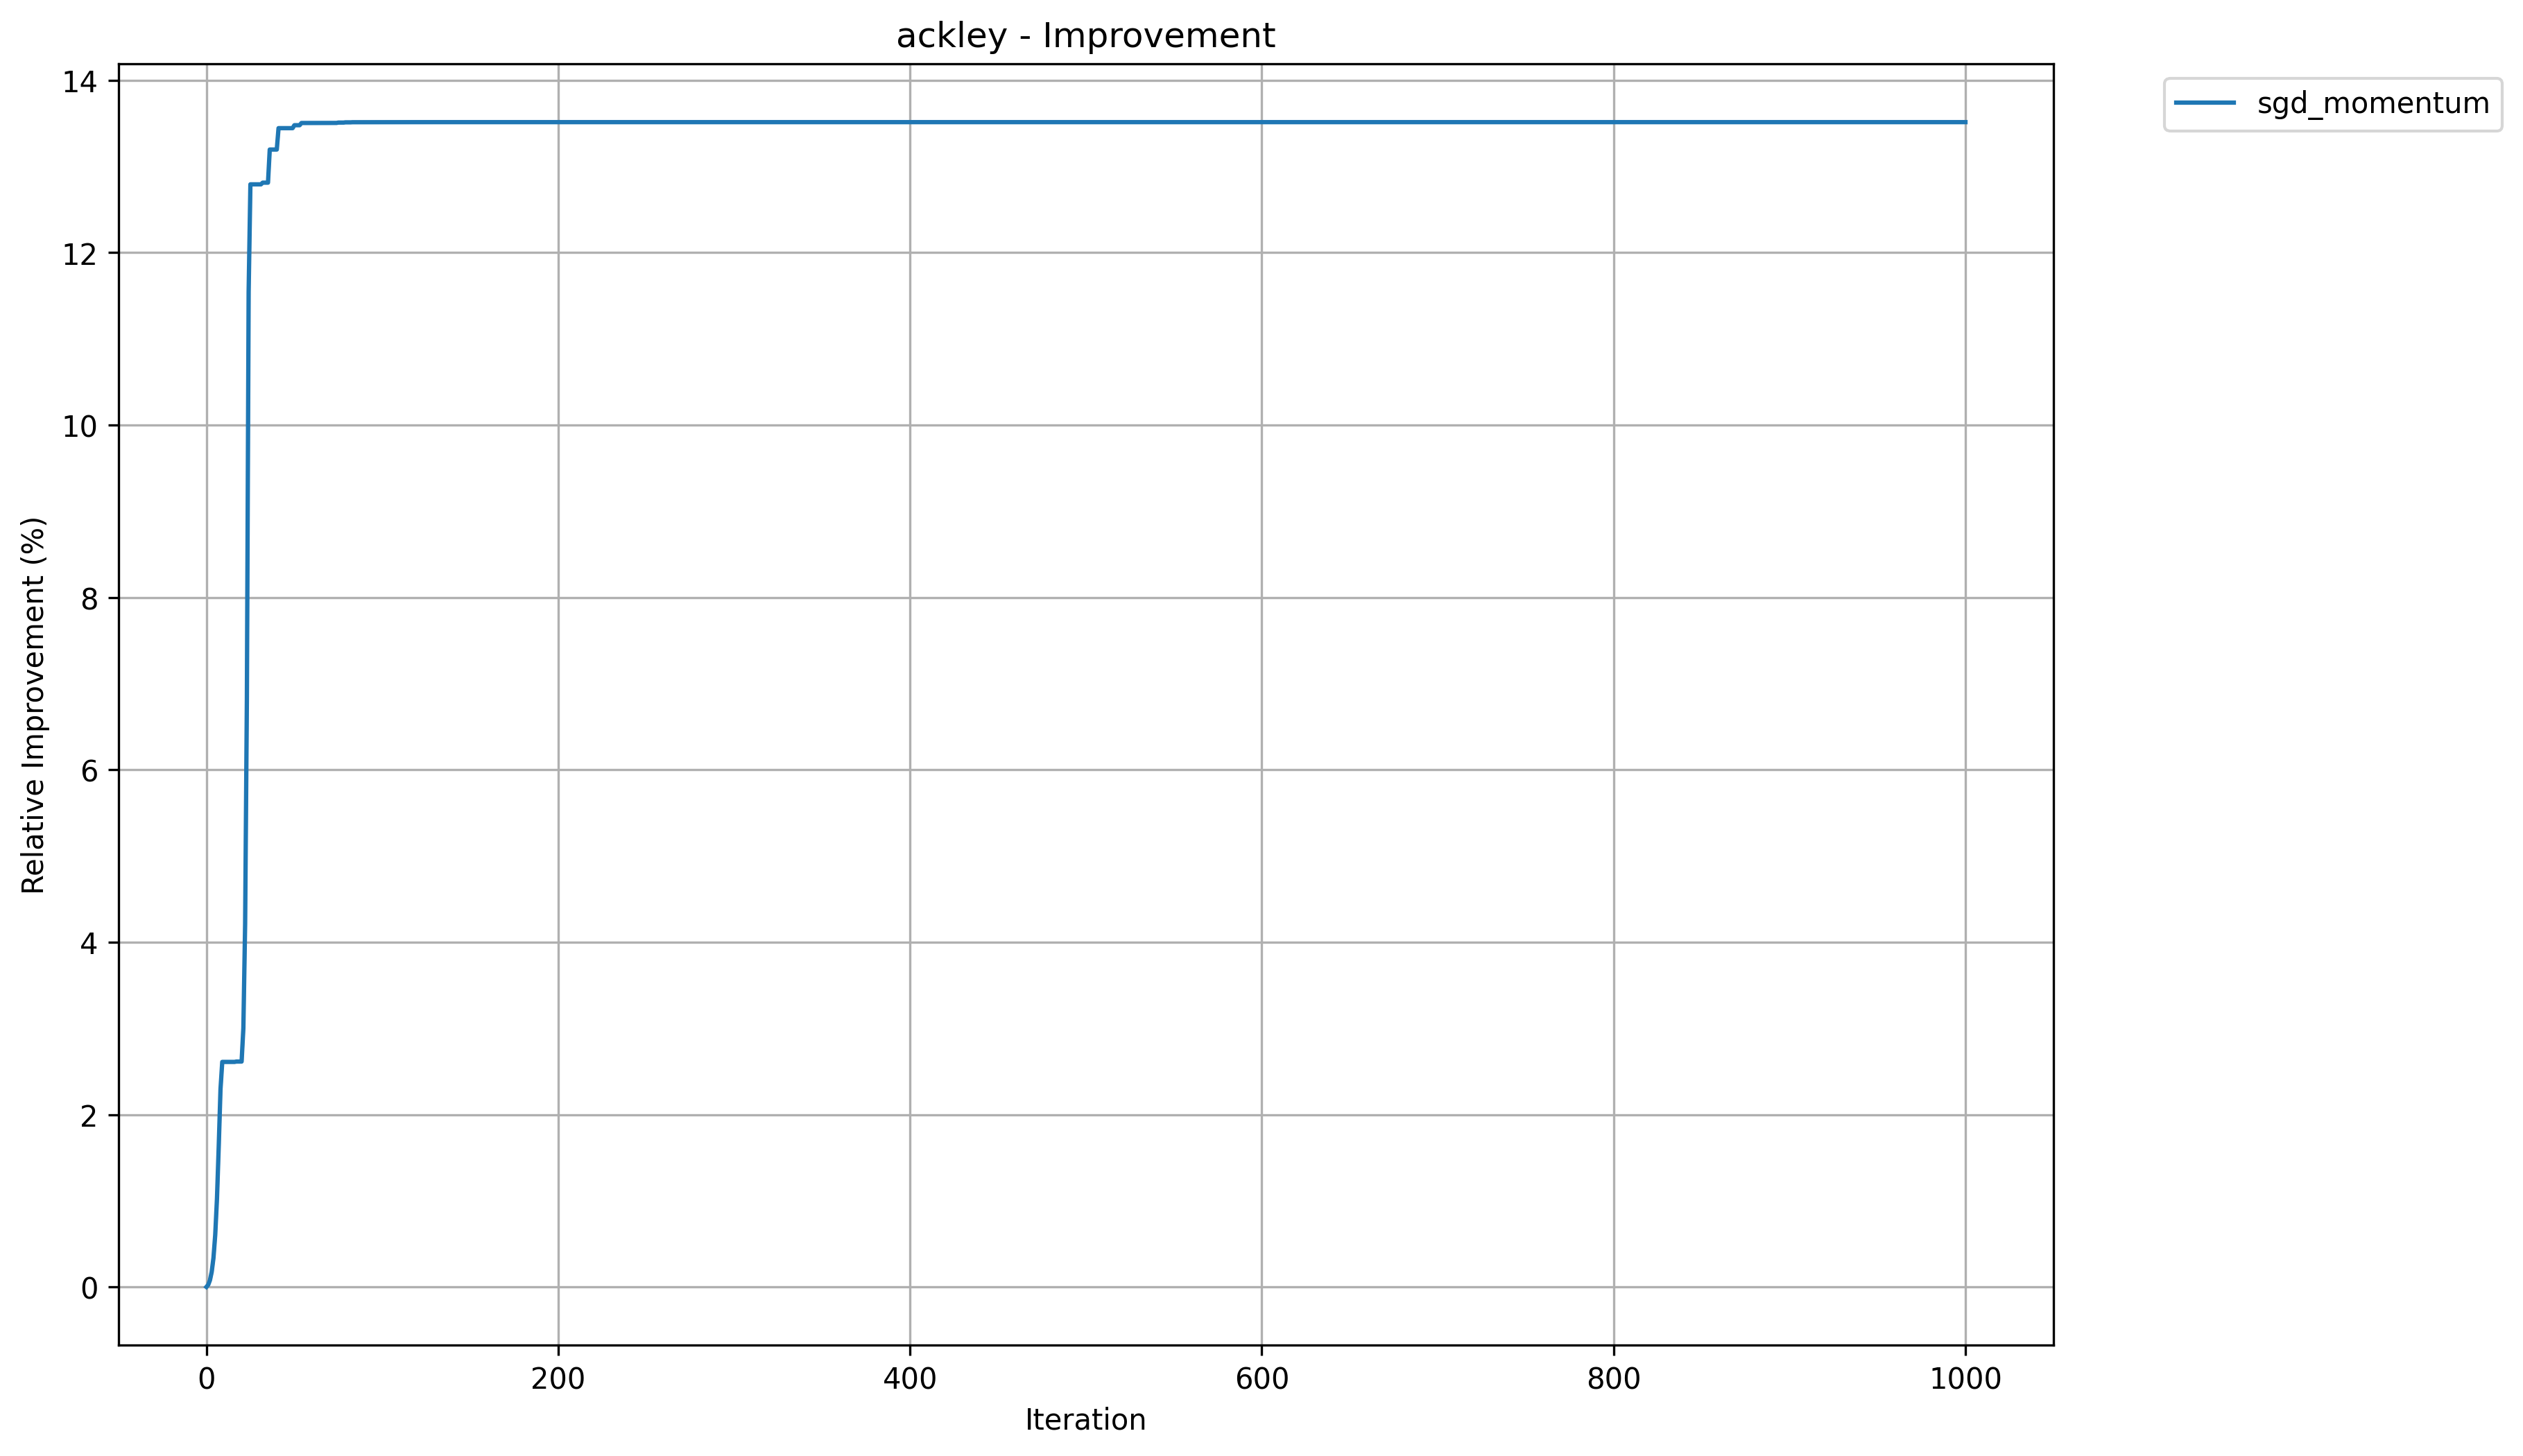 ackley - Improvement
sgd_momentum
Relative Improvement (%)
14
12
10
8
6
4
2
0
0 200 400 600 800 1000
Iteration